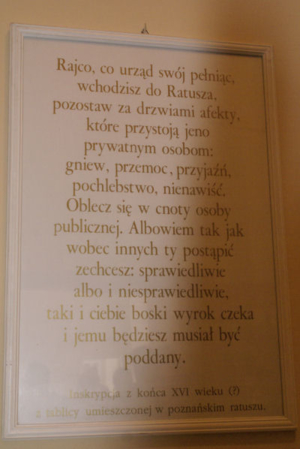 Rajco, co urząd swój pełniąc,
wchodzisz do Ratusza,
pozostaw za drzwiami afekty,
które przystoją jeno
prywatnym osobom:
gniew, przemoc, przyjaźń,
pochlebstwo, nienawiść.
Oblecz się w cnoty osoby
publicznej. Albowiem tak jak
wobec innych ty postąpić
zechcesz: sprawiedliwie
albo i niesprawiedliwie,
taki i ciebie boski wyrok czeka
i jemu będziesz musiał być
poddany.
Inskrypcja z końca XVI wieku (?)
z tablicy umieszczonej w poznańskim ratuszu.